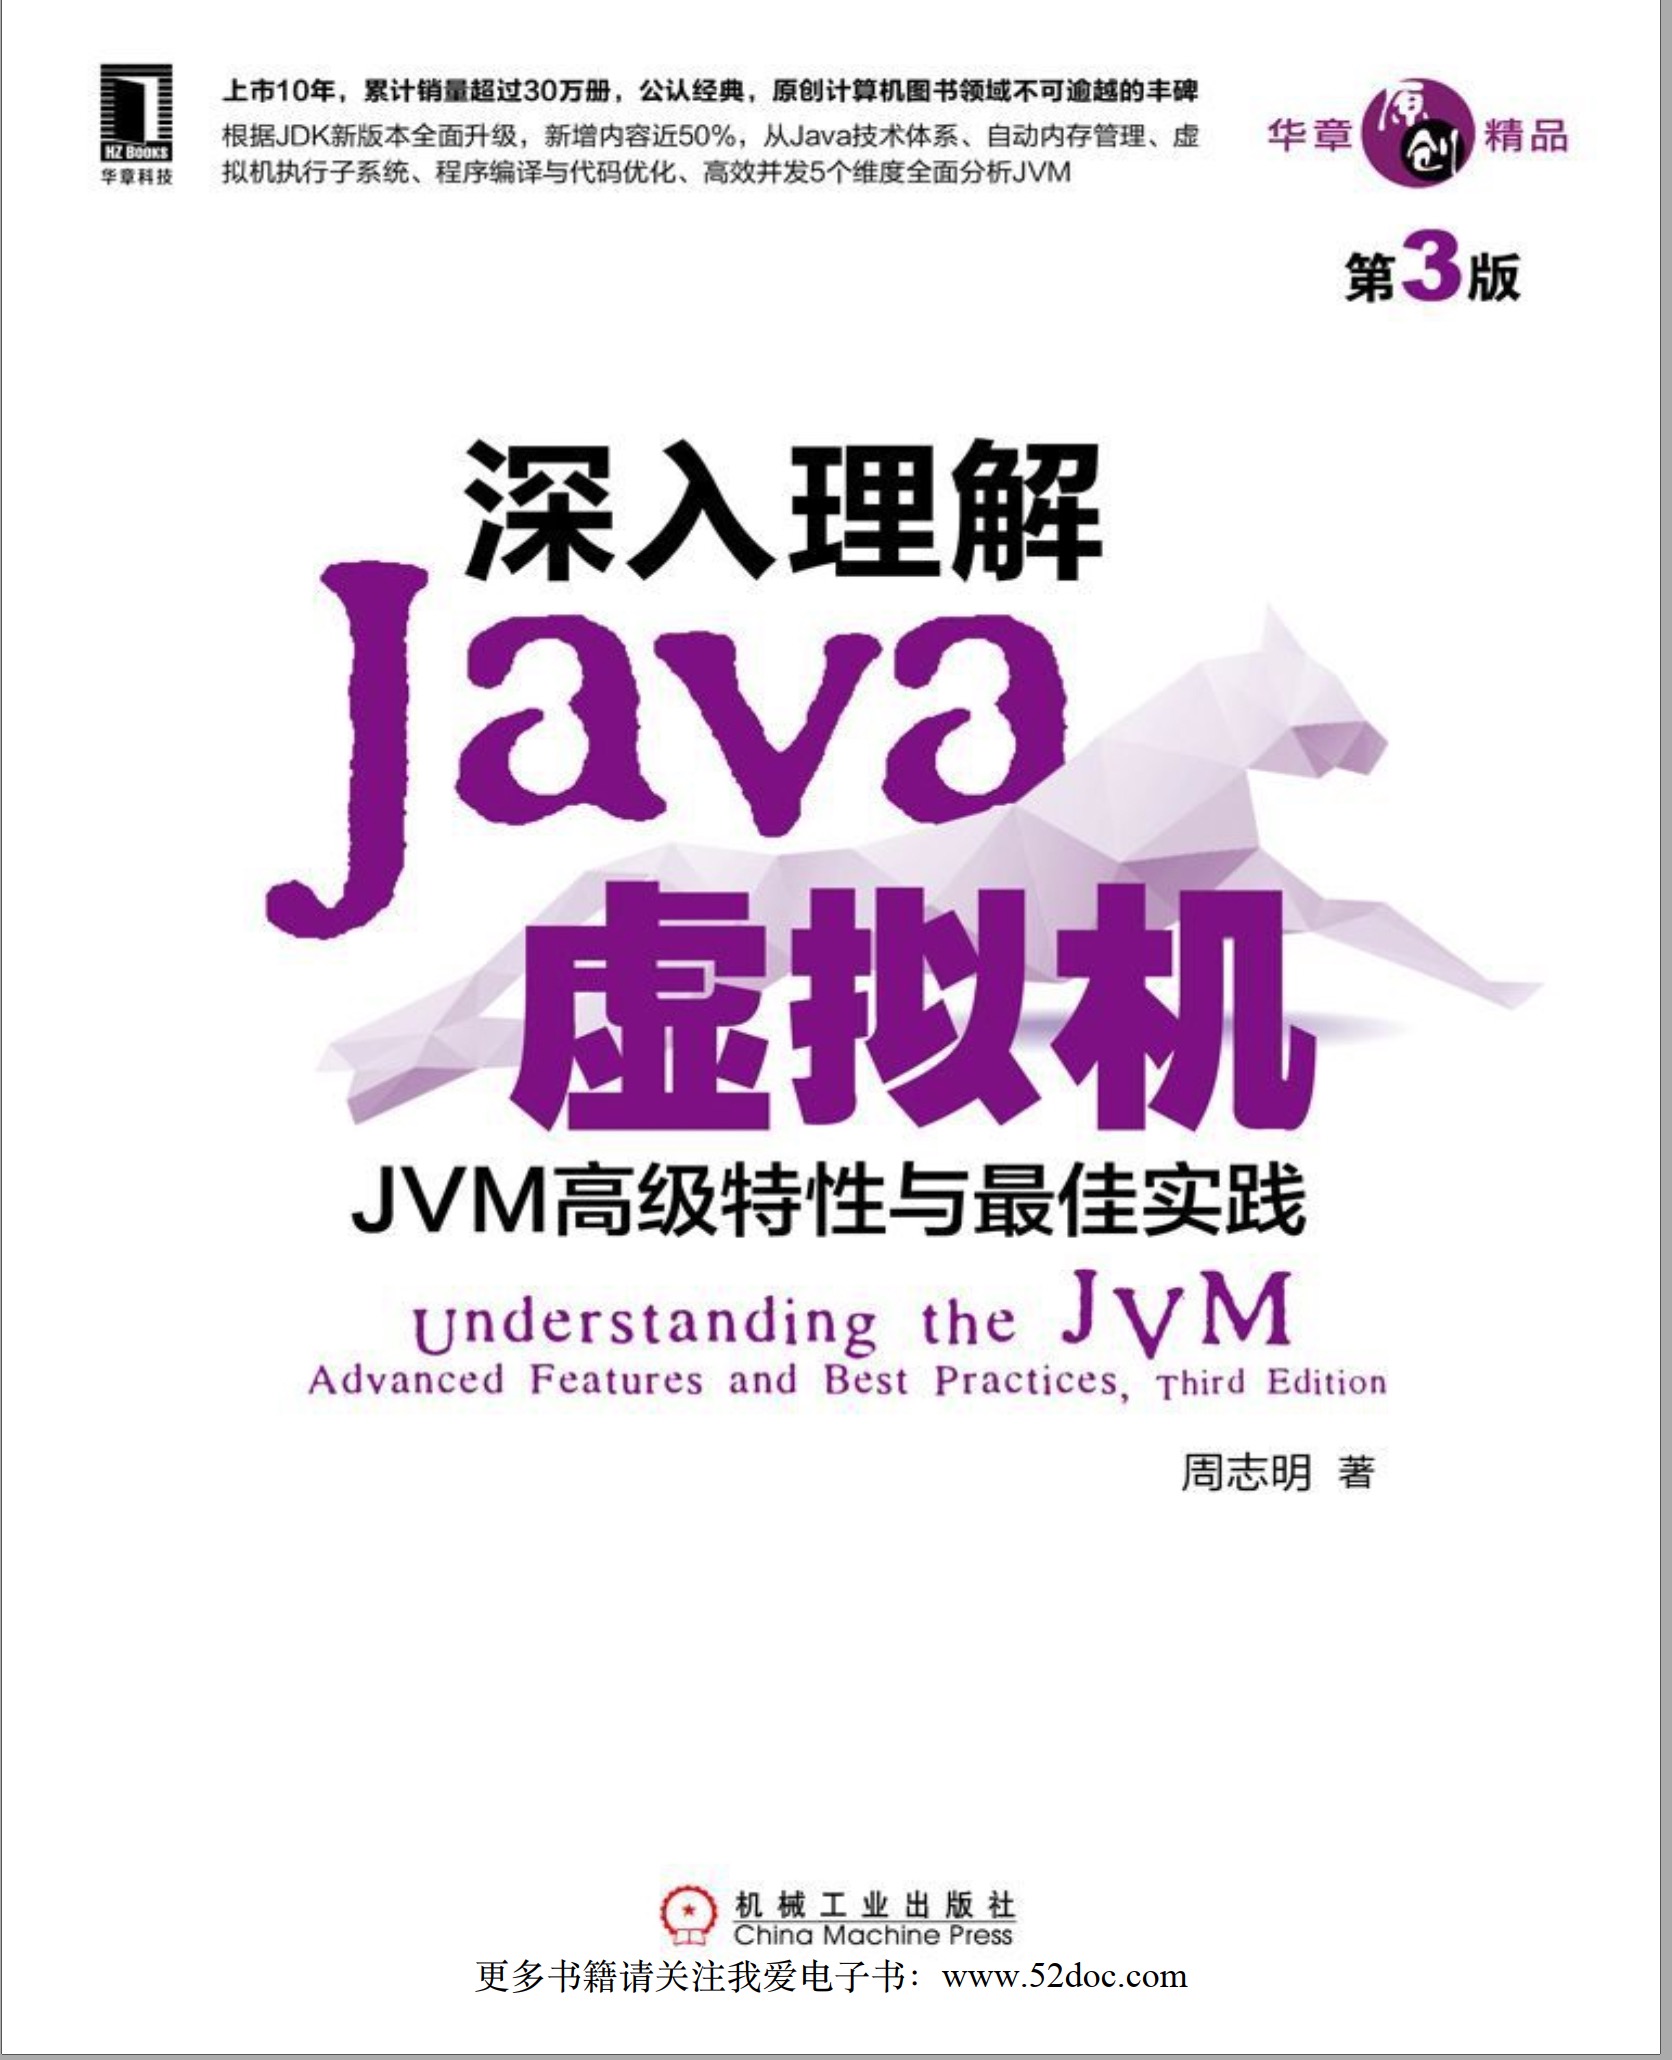 HZ BOOKS
华章科技
上市10年，累计销量超过30万册，公认经典，原创计算机图书领域不可逾越的丰碑
根据JDK新版本全面升级，新增内容近50%，从Java技术体系、自动内存管理、虚
拟机执行子系统、程序编译与代码优化、高效并发5个维度全面分析JVM
华章原创精品
第3版
深入理解
Java
虚拟机
JVM高级特性与最佳实践
Understanding the JVM
Advanced Features and Best Practices, Third Edition
周志明 著
机械工业出版社
China Machine Press
更多书籍请关注我爱电子书：www.52doc.com